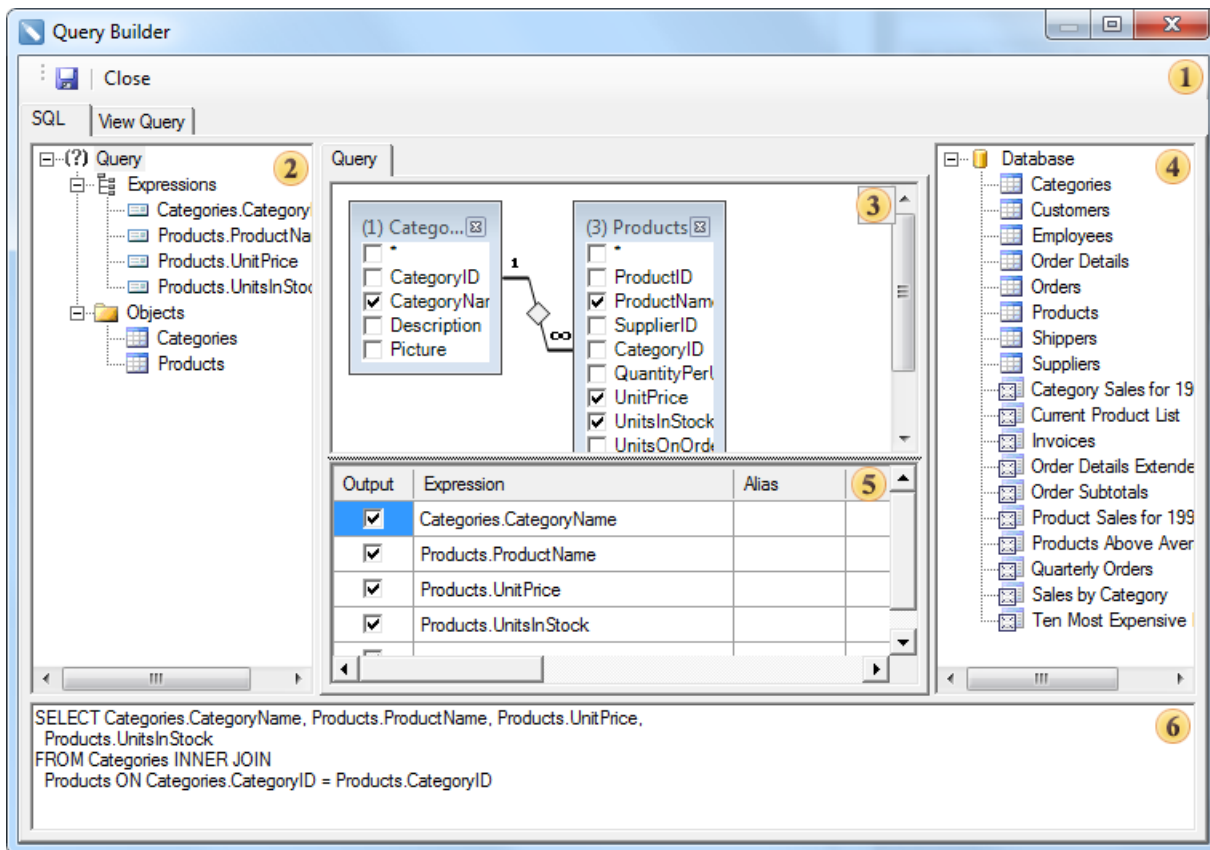 Query Builder
Close
1
SQL
View Query
(?) Query
2
Expressions
Categories.Category
Products.ProductNa
Products.UnitPrice
Products.UnitsInStoc
Objects
Categories
Products
Query
3
(1) Catego...
*
CategoryID
CategoryNar
Description
Picture
1
∞
(3) Products
*
ProductID
ProductName
SupplierID
CategoryID
QuantityPerU
UnitPrice
UnitsInStock
UnitsOnOrde
Output Expression Alias
5
Categories.CategoryName
Products.ProductName
Products.UnitPrice
Products.UnitsInStock
Database
4
Categories
Customers
Employees
Order Details
Orders
Products
Shippers
Suppliers
Category Sales for 19
Current Product List
Invoices
Order Details Extende
Order Subtotals
Product Sales for 199
Products Above Aver
Quarterly Orders
Sales by Category
Ten Most Expensive
SELECT Categories.CategoryName, Products.ProductName, Products.UnitPrice,
Products.UnitsInStock
FROM Categories INNER JOIN
Products ON Categories.CategoryID = Products.CategoryID
6